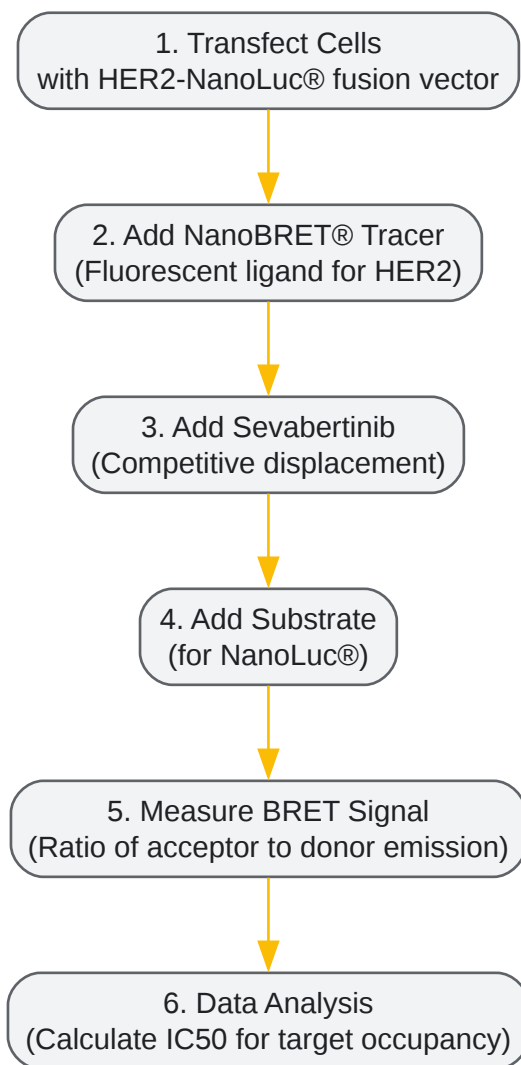 1. Transfect Cells
with HER2-NanoLuc® fusion vector
2. Add NanoBRET® Tracer
(Fluorescent ligand for HER2)
3. Add Sevabertinib
(Competitive displacement)
4. Add Substrate
(for NanoLuc®)
5. Measure BRET Signal
(Ratio of acceptor to donor emission)
6. Data Analysis
(Calculate IC50 for target occupancy)